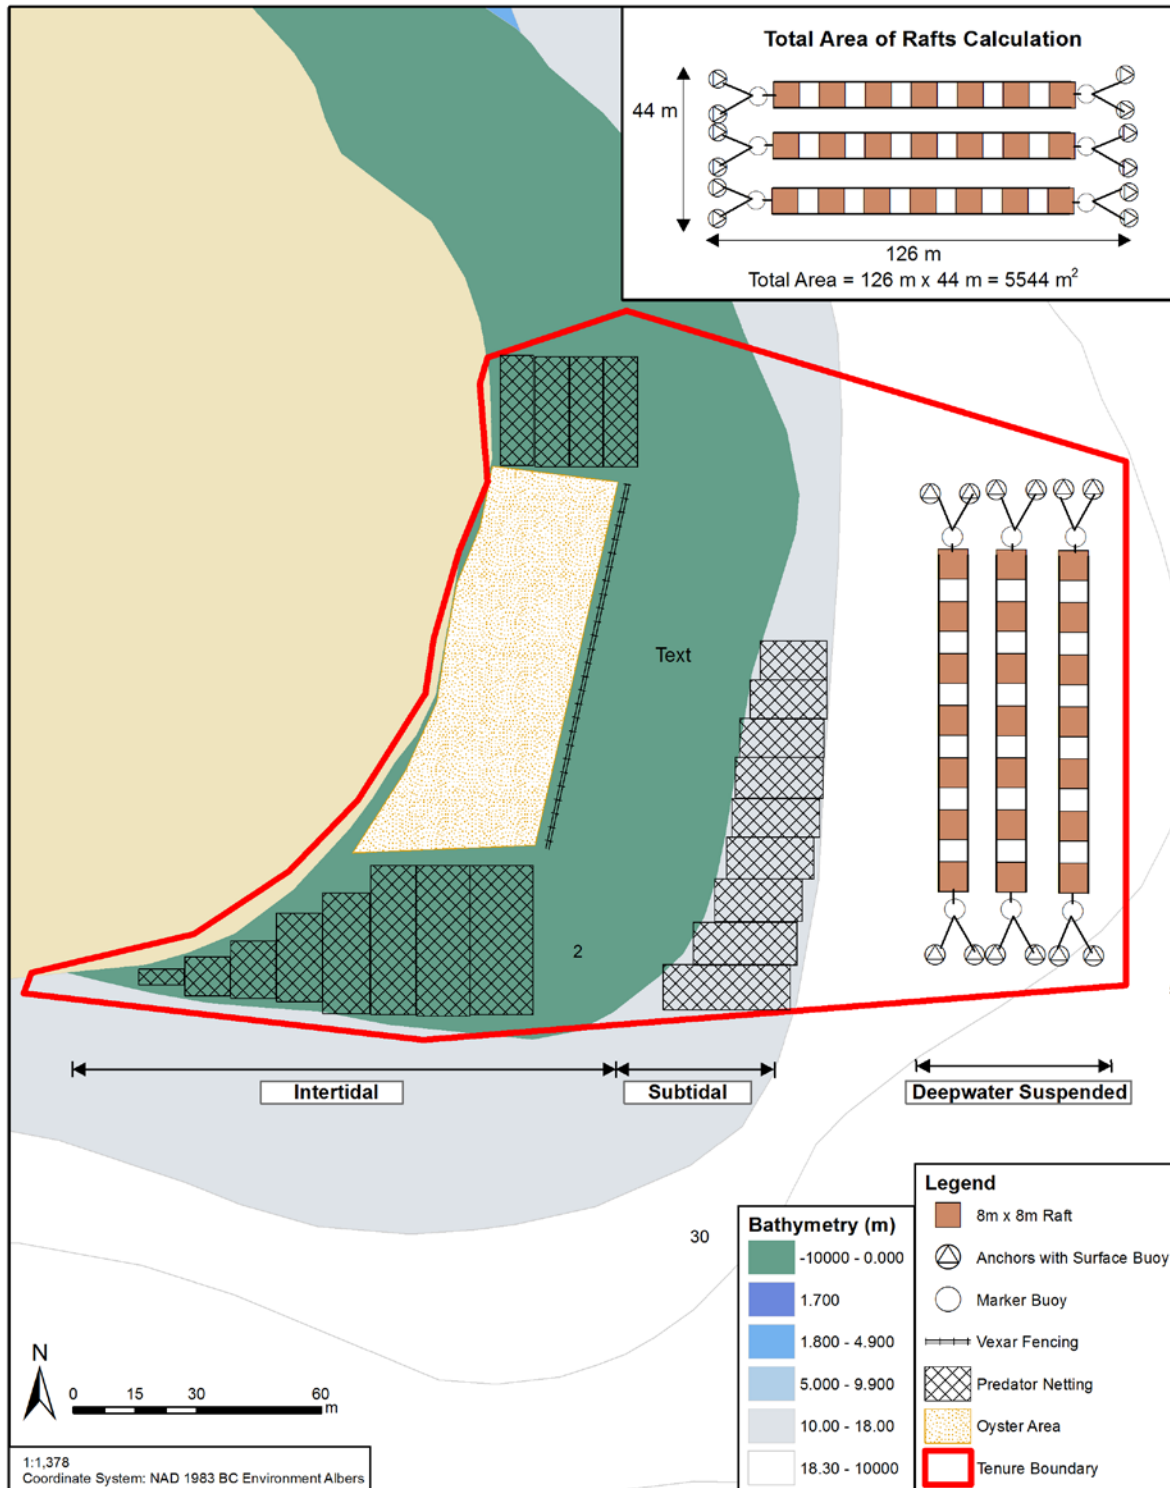 Total Area of Rafts Calculation
44 m
126 m
Total Area = 126 m x 44 m = 5544 m²
Text
2
Intertidal
Subtidal
Deepwater Suspended
30
Legend
8m x 8m Raft
Anchors with Surface Buoy
Marker Buoy
Vexar Fencing
Predator Netting
Oyster Area
Tenure Boundary
Bathymetry (m)
-10000 - 0.000
1.700
1.800 - 4.900
5.000 - 9.900
10.00 - 18.00
18.30 - 10000
N
0 15 30 60
m
1:1,378
Coordinate System: NAD 1983 BC Environment Albers